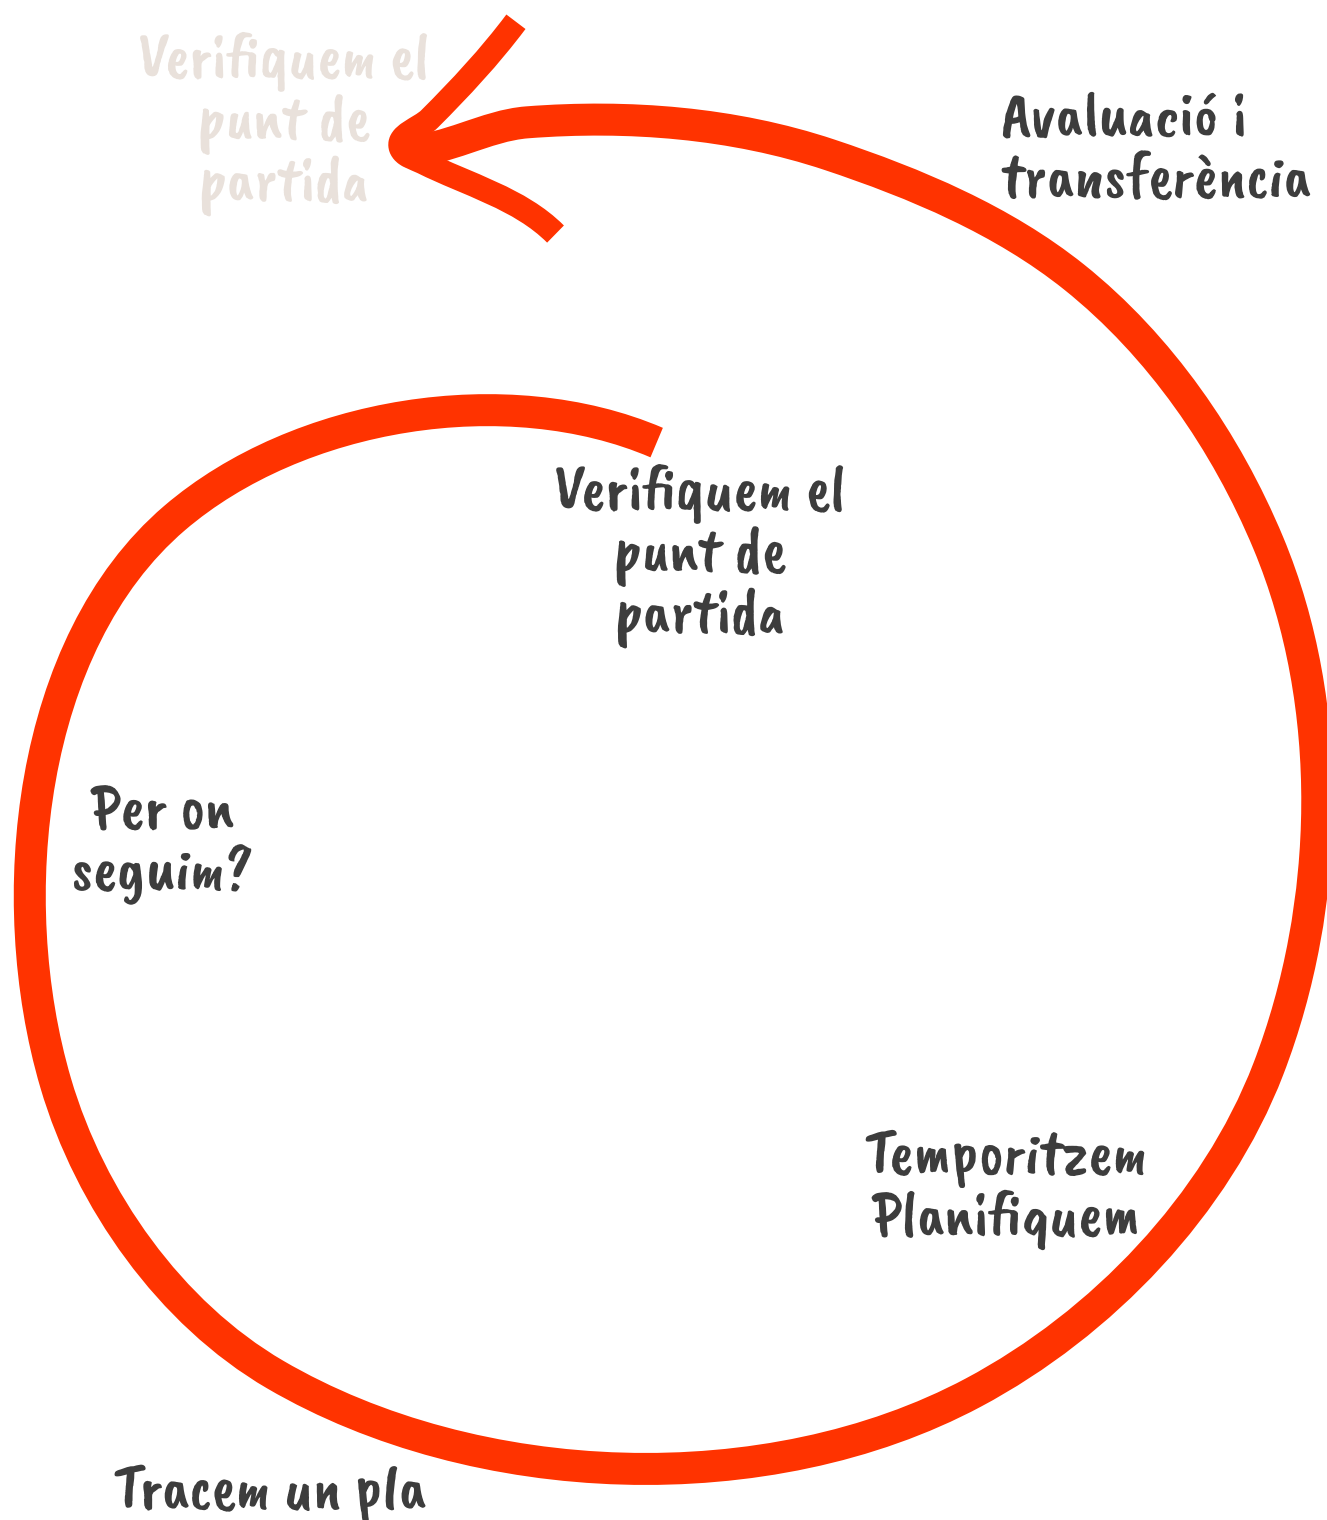 Verifiquem el
punt de
partida
Avaluació i
transferència
Verifiquem el
punt de
partida
Per on
seguim?
Temporitzem
Planifiquem
Tracem un pla